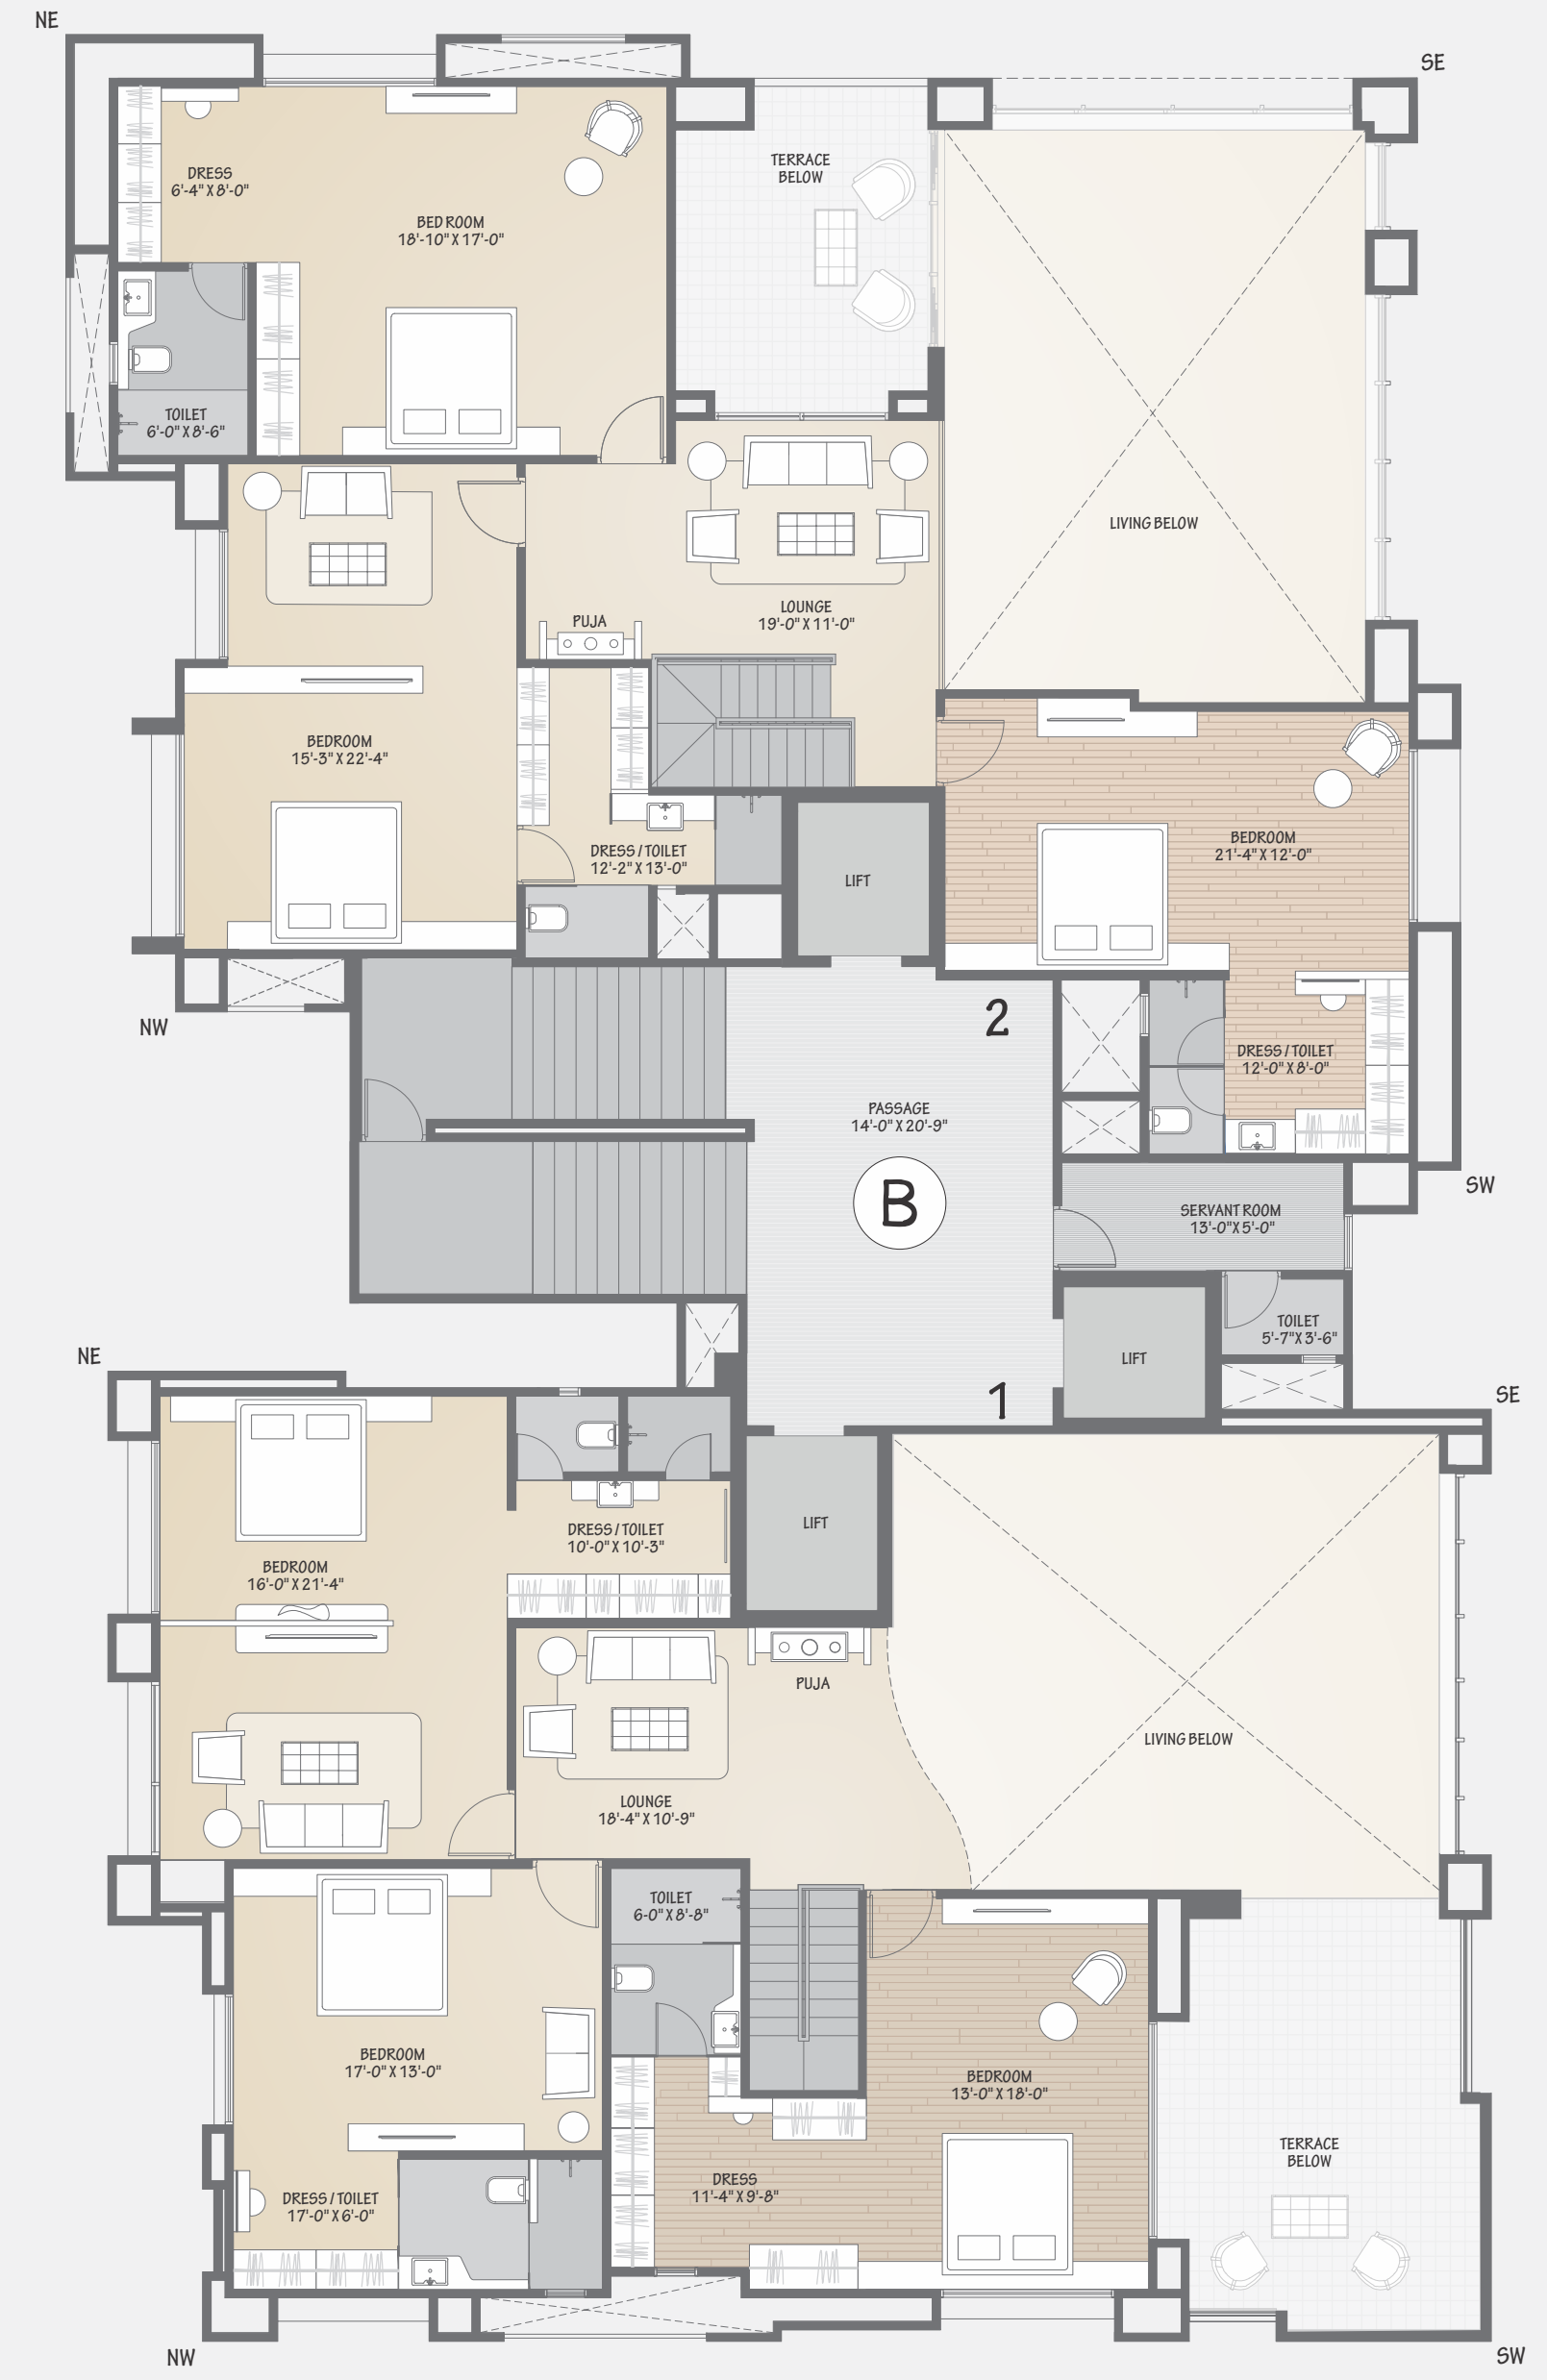 NE
SE
DRESS
6'-4" X 8'-0"
BED ROOM
18'-10" X 17'-0"
TERRACE
BELOW
TOILET
6'-0" X 8'-6"
LIVING BELOW
PUJA
LOUNGE
19'-0" X 11'-0"
BEDROOM
15'-3" X 22'-4"
DRESS / TOILET
12'-2" X 13'-0"
LIFT
BEDROOM
21'-4" X 12'-0"
NW
2
DRESS / TOILET
12'-0" X 8'-0"
PASSAGE
14'-0" X 20'-9"
B
SW
SERVANT ROOM
13'-0" X 5'-0"
TOILET
5'-7" X 3'-6"
LIFT
NE
1
SE
LIFT
DRESS / TOILET
10'-0" X 10'-3"
BEDROOM
16'-0" X 21'-4"
PUJA
LIVING BELOW
LOUNGE
18'-4" X 10'-9"
TOILET
6-0" X 8'-8"
BEDROOM
17'-0" X 13'-0"
BEDROOM
13'-0" X 18'-0"
TERRACE
BELOW
DRESS
11'-4" X 9'-8"
DRESS / TOILET
17'-0" X 6'-0"
NW
SW